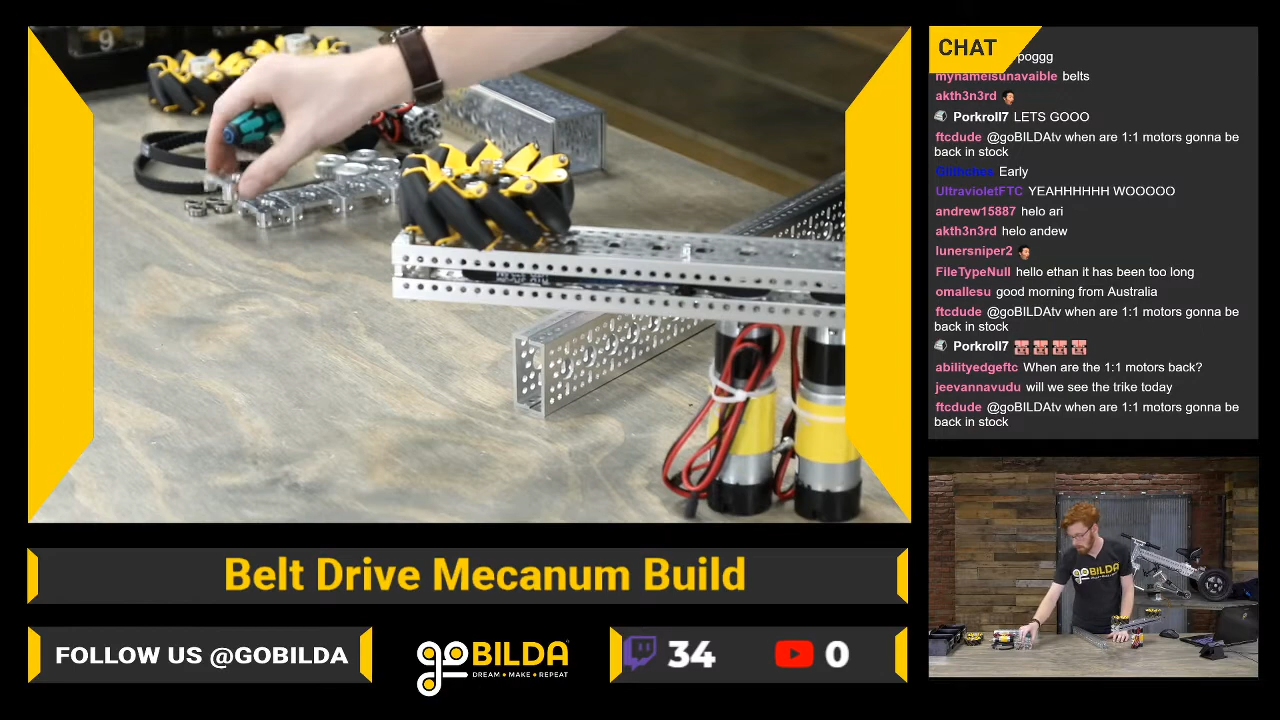 9
CHAT
poggg
mynameisunavaible belts
akth3n3rd
Porkroll7 LETS GOOO
ftcdude @goBILDAtv when are 1:1 motors gonna be
back in stock
Early
UltravioletFTC YEAHHHHHH WOOOOO
andrew15887 helo ari
akth3n3rd helo andew
lunersniper2
FileTypeNull hello ethan it has been too long
omallesu good morning from Australia
ftcdude @goBILDAtv when are 1:1 motors gonna be
back in stock
Porkroll7
abilityedgeftc When are the 1:1 motors back?
jeevannavudu will we see the trike today
ftcdude @goBILDAtv when are 1:1 motors gonna be
back in stock
goBILDA
Belt Drive Mecanum Build
FOLLOW US @GOBILDA
goBILDA
DREAM • MAKE • REPEAT
34
0